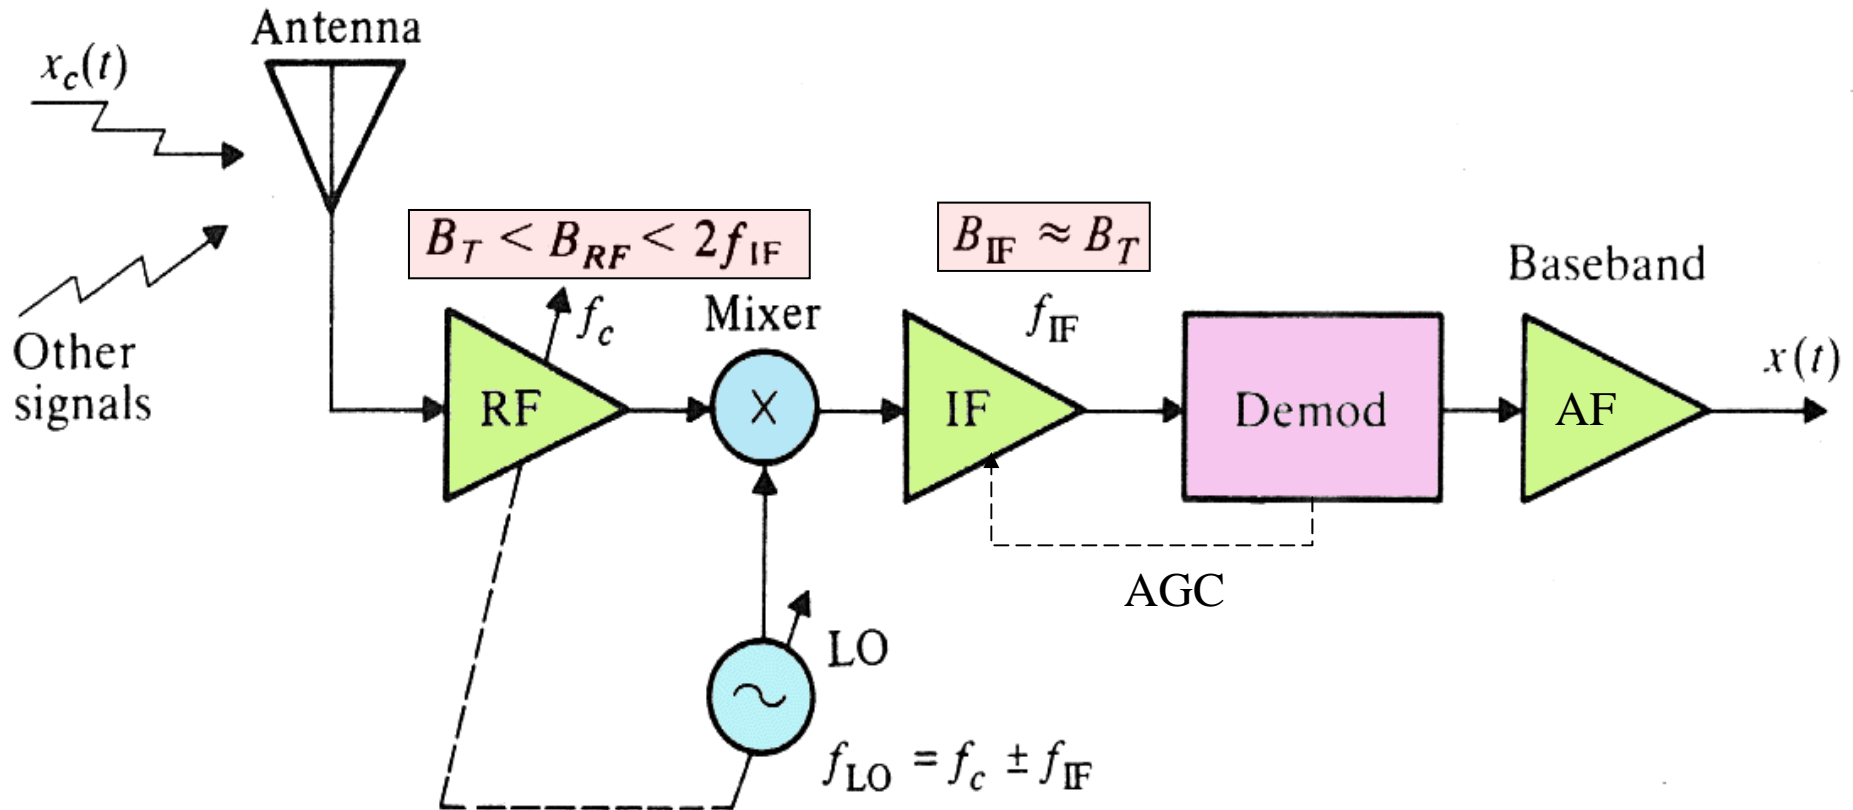 Antenna
x_c(t)
B_T < B_RF < 2f_IF
B_IF ≈ B_T
Baseband
Mixer
f_c
f_IF
Other
signals
x(t)
RF
X
IF
Demod
AF
AGC
LO
f_LO = f_c ± f_IF